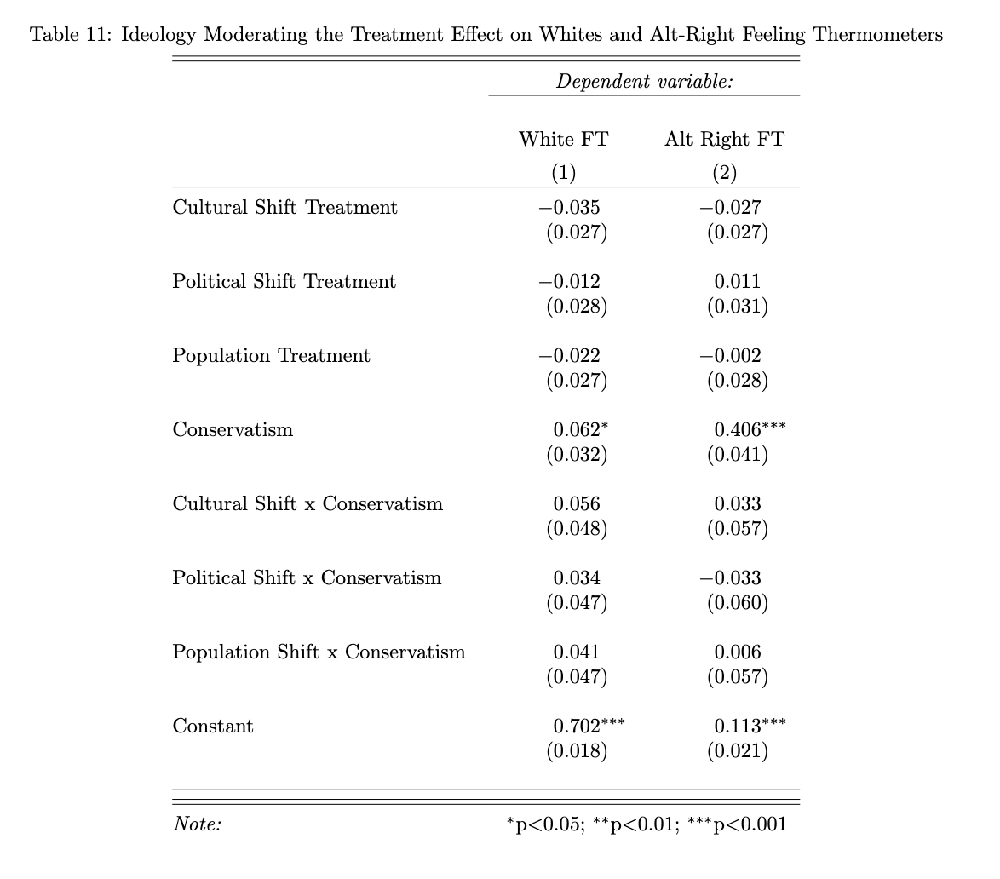 Table 11: Ideology Moderating the Treatment Effect on Whites and Alt-Right Feeling Thermometers
Dependent variable:
White FT Alt Right FT
(1) (2)
Cultural Shift Treatment −0.035 −0.027
(0.027) (0.027)
Political Shift Treatment −0.012 0.011
(0.028) (0.031)
Population Treatment −0.022 −0.002
(0.027) (0.028)
Conservatism 0.062* 0.406***
(0.032) (0.041)
Cultural Shift x Conservatism 0.056 0.033
(0.048) (0.057)
Political Shift x Conservatism 0.034 −0.033
(0.047) (0.060)
Population Shift x Conservatism 0.041 0.006
(0.047) (0.057)
Constant 0.702*** 0.113***
(0.018) (0.021)
Note: *p<0.05; **p<0.01; ***p<0.001